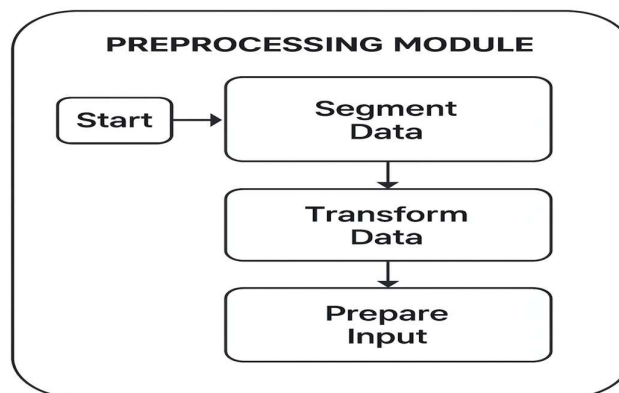 PREPROCESSING MODULE
Start
Segment
Data
Transform
Data
Prepare
Input